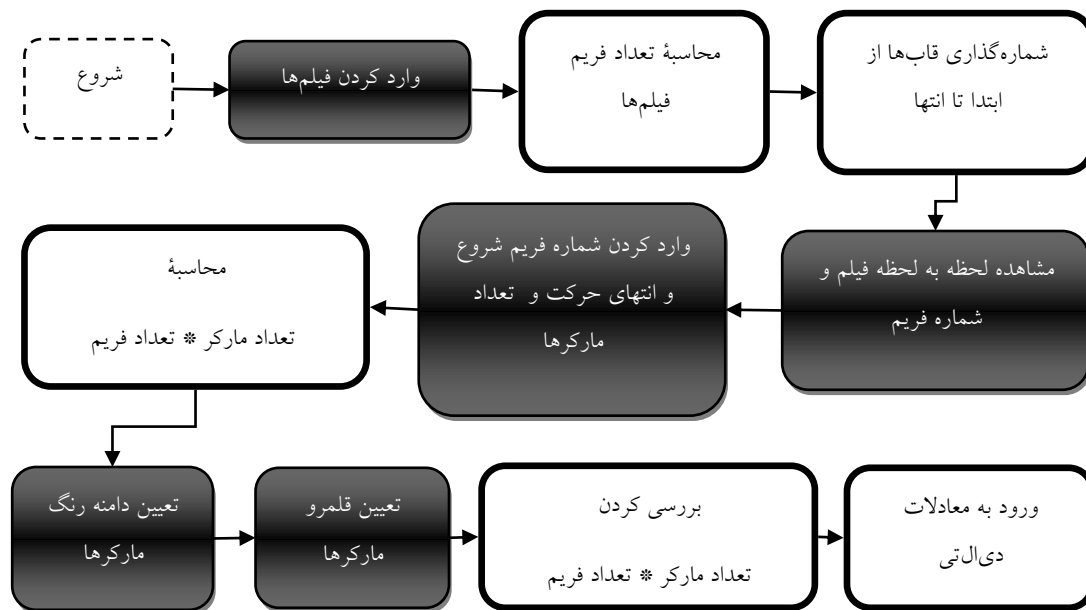 شروع
وارد کردن فیلم‌ها
محاسبۀ تعداد فریم
فیلم‌ها
شماره‌گذاری قاب‌ها از
ابتدا تا انتها
مشاهده لحظه به لحظه فیلم و
شماره فریم
وارد کردن شماره فریم شروع
و انتهای حرکت و تعداد
مارکرها
محاسبۀ
تعداد مارکر * تعداد فریم
تعیین دامنه رنگ
مارکرها
تعیین قلمرو
مارکرها
بررسی کردن
تعداد مارکر * تعداد فریم
ورود به معادلات
دی‌ال‌تی